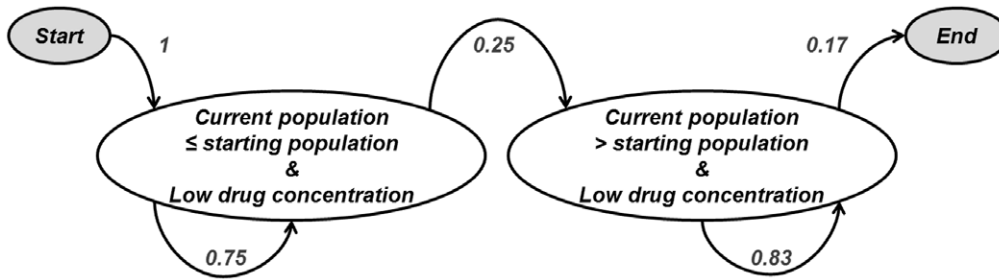 Start
1
0.25
0.17
End
Current population
≤ starting population
&
Low drug concentration
Current population
> starting population
&
Low drug concentration
0.75
0.83